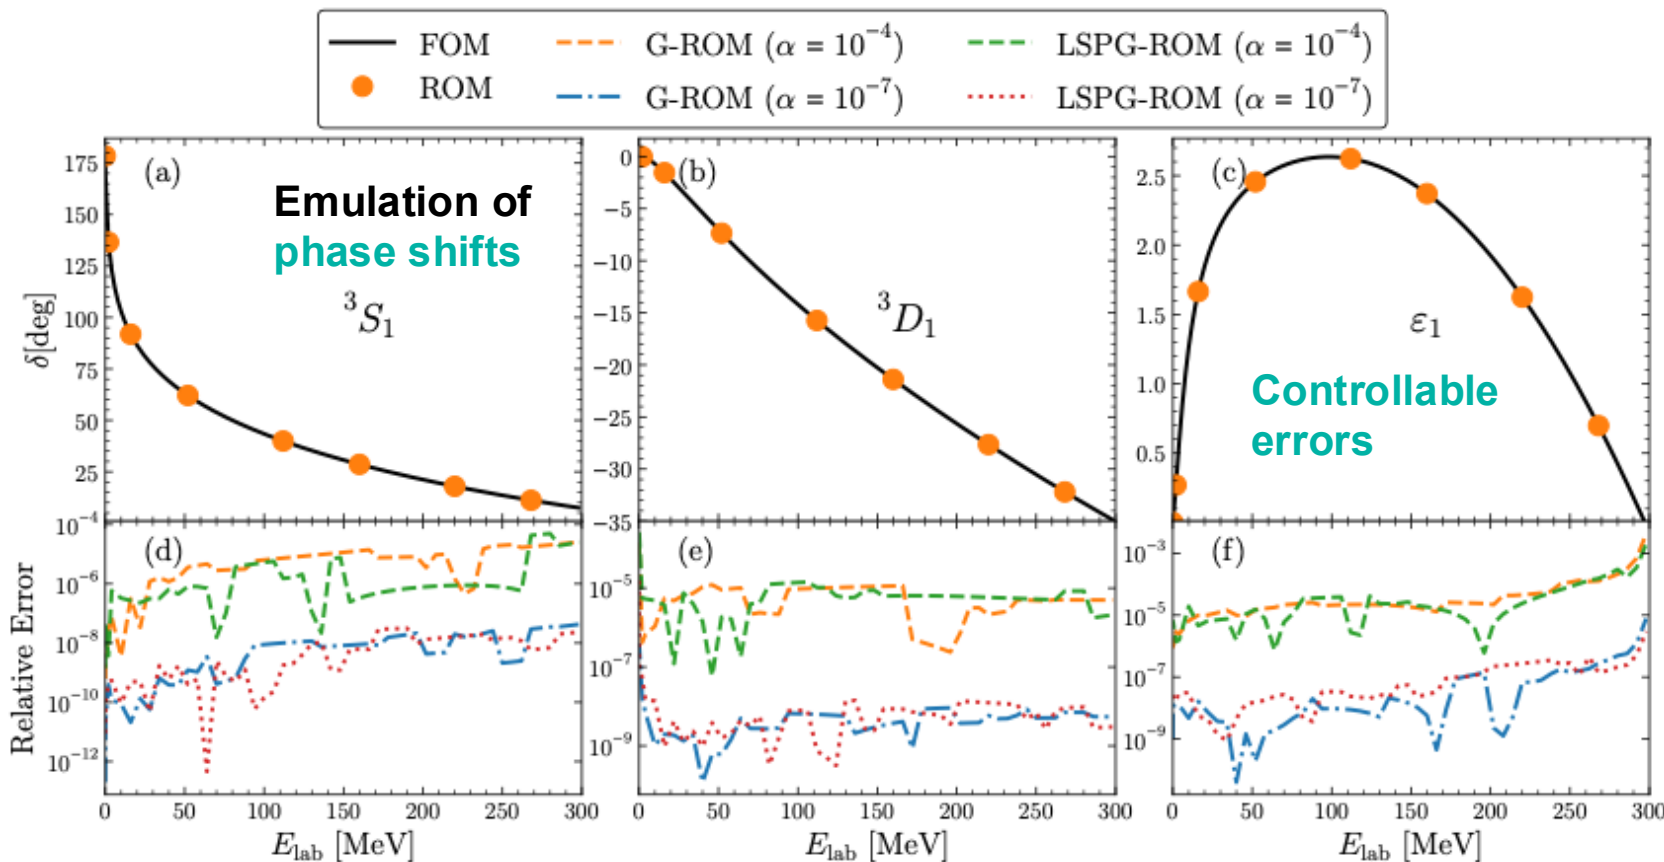 FOM
ROM
G-ROM (α = 10⁻⁴)
G-ROM (α = 10⁻⁷)
LSPG-ROM (α = 10⁻⁴)
LSPG-ROM (α = 10⁻⁷)
(a)
Emulation of
phase shifts
³S₁
δ[deg]
175
150
125
100
75
50
25
(b)
³D₁
0
−5
−10
−15
−20
−25
−30
−35
(c)
ε₁
Controllable
errors
2.5
2.0
1.5
1.0
0.5
(d)
Relative Error
10⁻⁴
10⁻⁶
10⁻⁸
10⁻¹⁰
10⁻¹²
0 50 100 150 200 250 300
E_lab [MeV]
(e)
10⁻⁵
10⁻⁷
10⁻⁹
0 50 100 150 200 250 300
E_lab [MeV]
(f)
10⁻³
10⁻⁵
10⁻⁷
10⁻⁹
0 50 100 150 200 250 300
E_lab [MeV]